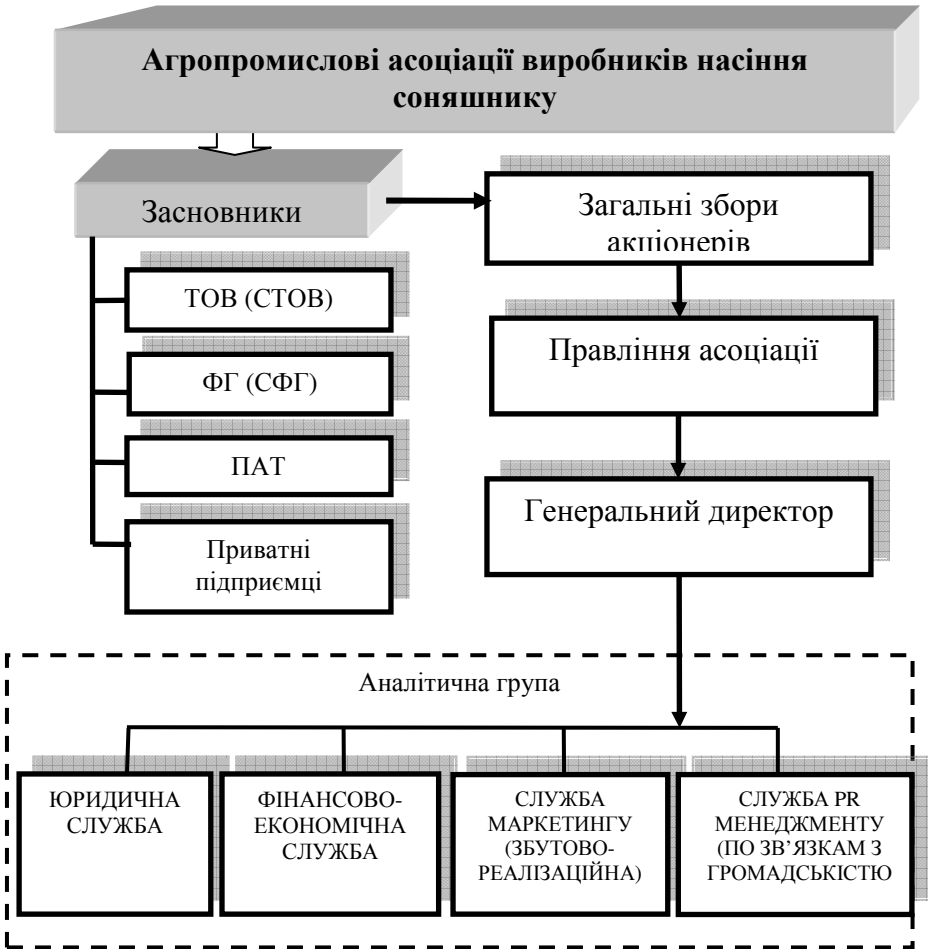 Агропромислові асоціації виробників насіння
соняшнику
Засновники
Загальні збори
акціонерів
ТОВ (СТОВ)
ФГ (СФГ)
ПАТ
Приватні
підприємці
Правління асоціації
Генеральний директор
Аналітична група
ЮРИДИЧНА
СЛУЖБА
ФІНАНСОВО-
ЕКОНОМІЧНА
СЛУЖБА
СЛУЖБА
МАРКЕТИНГУ
(ЗБУТОВО-
РЕАЛІЗАЦІЙНА)
СЛУЖБА PR
МЕНЕДЖМЕНТУ
(ПО ЗВ’ЯЗКАМ З
ГРОМАДСЬКІСТЮ